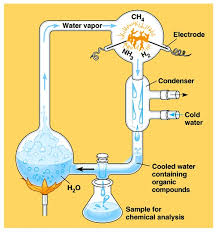 Water vapor
CH4
Electrode
NH3
H2
Condenser
Cold
water
Cooled water
containing
organic
compounds
H2O
Sample for
chemical analysis